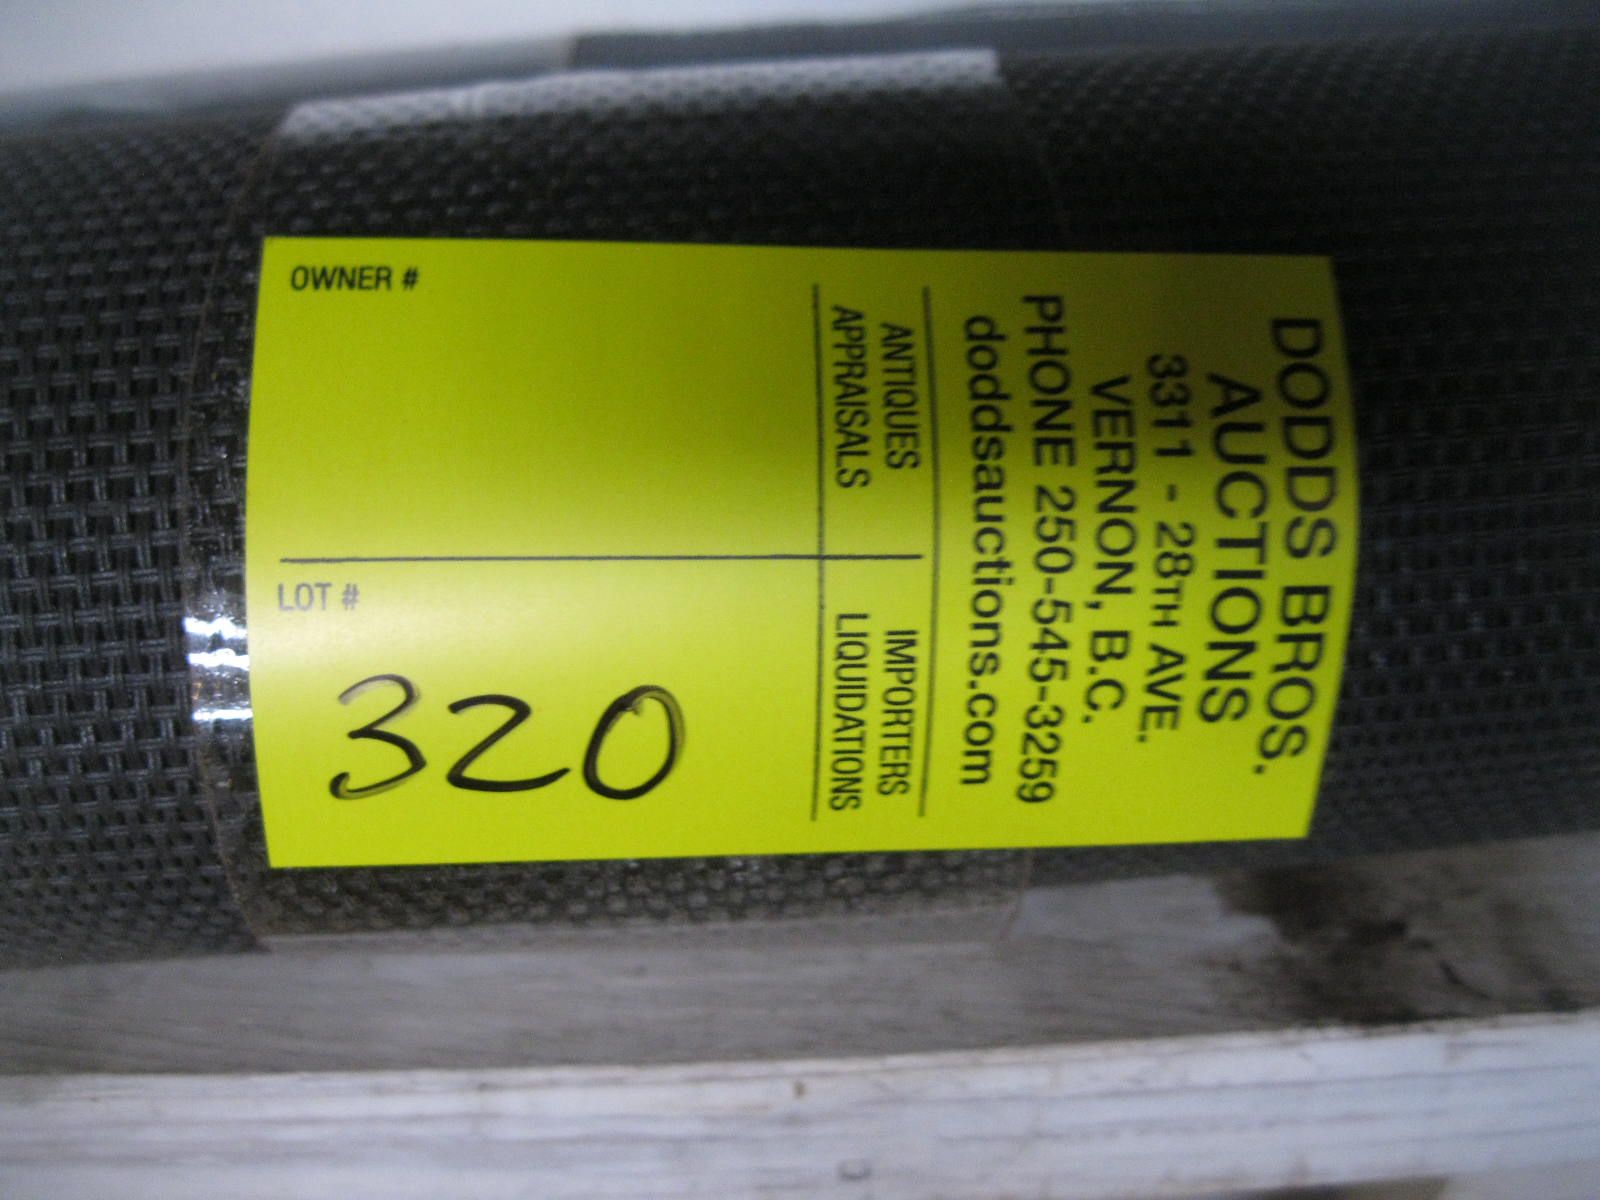 DODDS BROS.
AUCTIONS
3311 - 28TH AVE.
VERNON, B.C.
PHONE 250-545-3259
doddsauctions.com
ANTIQUES
APPRAISALS
IMPORTERS
LIQUIDATIONS
OWNER #
LOT #
320